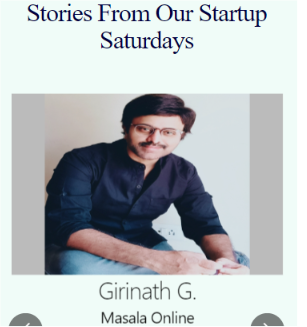 Stories From Our Startup
Saturdays
Girinath G.
Masala Online